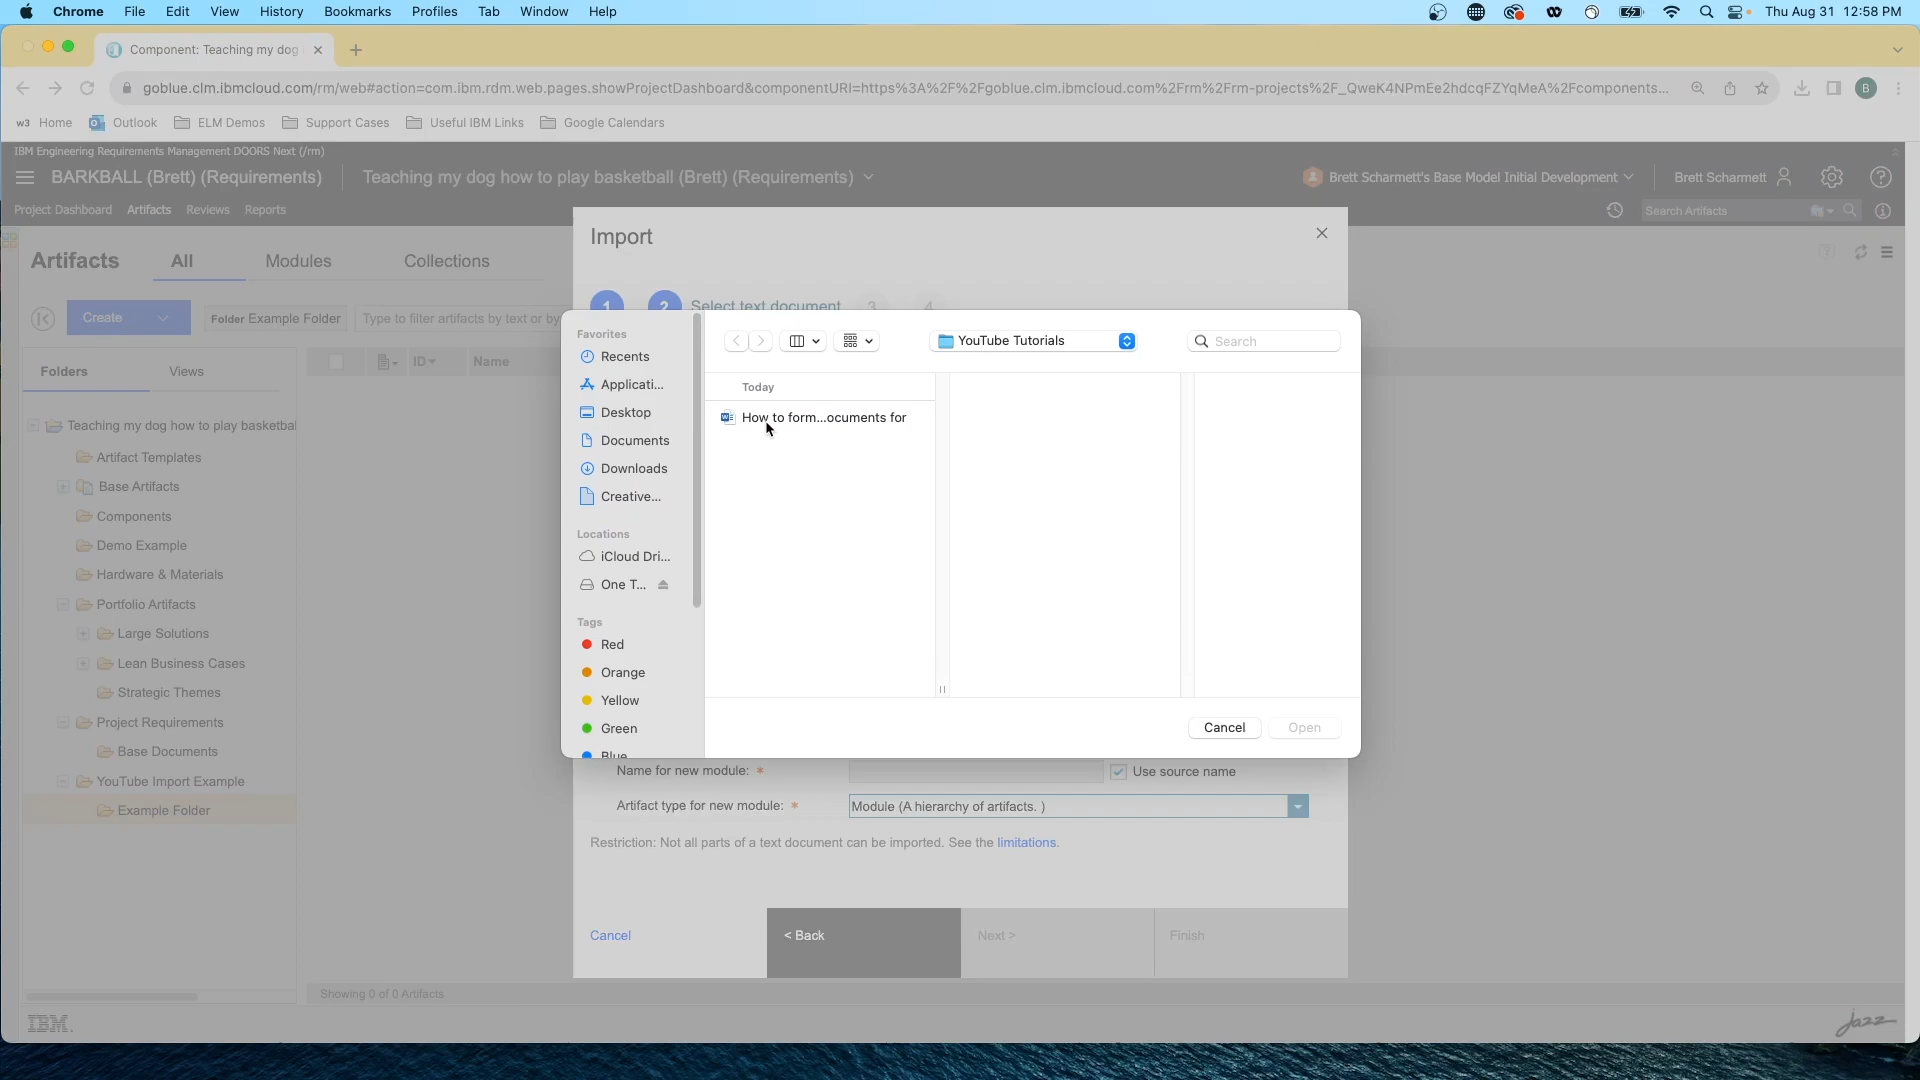 Chrome File Edit View History Bookmarks Profiles Tab Window Help Thu Aug 31 12:58 PM
Component: Teaching my dog
goblue.clm.ibmcloud.com/rm/web#action=com.ibm.rdm.web.pages.showProjectDashboard&componentURI=https%3A%2F%2Fgoblue.clm.ibmcloud.com%2Frm%2Frm-projects%2F_QweK4NPmEe2hdcqFZYqMeA%2Fcomponents... B
w3 Home Outlook ELM Demos Support Cases Useful IBM Links Google Calendars
IBM Engineering Requirements Management DOORS Next (/rm)
BARKBALL (Brett) (Requirements) Teaching my dog how to play basketball (Brett) (Requirements) Brett Scharmett's Base Model Initial Development Brett Scharmett
Project Dashboard Artifacts Reviews Reports Search Artifacts
Import
Artifacts All Modules Collections
1 2 Select text document 3 4
Create Folder Example Folder Type to filter artifacts by text or by
ID Name
Folders Views
Teaching my dog how to play basketbal
Artifact Templates
Base Artifacts
Components
Demo Example
Hardware & Materials
Portfolio Artifacts
Large Solutions
Lean Business Cases
Strategic Themes
Project Requirements
Base Documents
YouTube Import Example
Example Folder
Favorites
Recents
Applicati...
Desktop
Documents
Downloads
Creative...
Locations
iCloud Dri...
One T...
Tags
Red
Orange
Yellow
Green
Blue
YouTube Tutorials Search
Today
How to form...ocuments for
Cancel Open
Name for new module: * Use source name
Artifact type for new module: * Module (A hierarchy of artifacts. )
Restriction: Not all parts of a text document can be imported. See the limitations.
Cancel < Back Next > Finish
Showing 0 of 0 Artifacts
IBM. Jazz